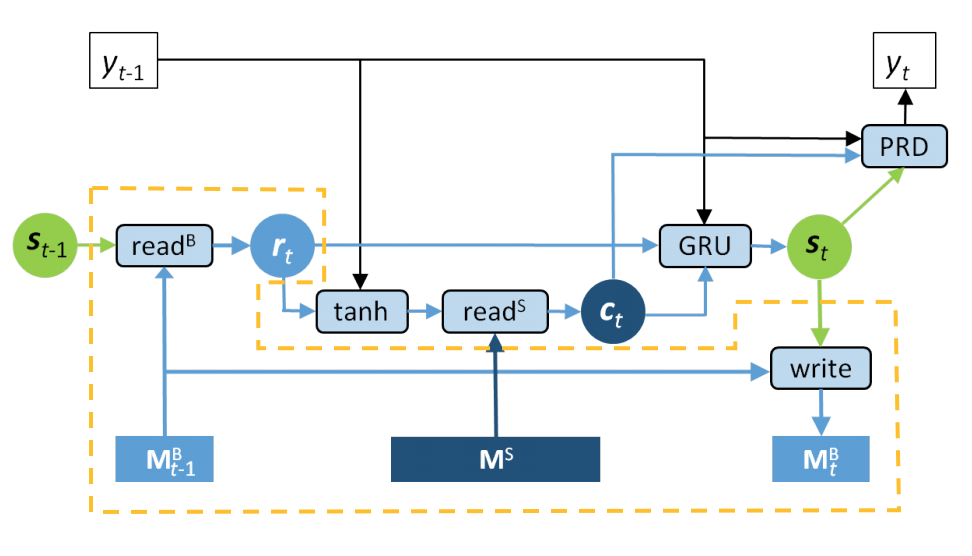 y_{t-1}
y_t
PRD
s_{t-1}
read^B
r_t
GRU
s_t
tanh
read^S
c_t
write
M^B_{t-1}
M^S
M^B_t